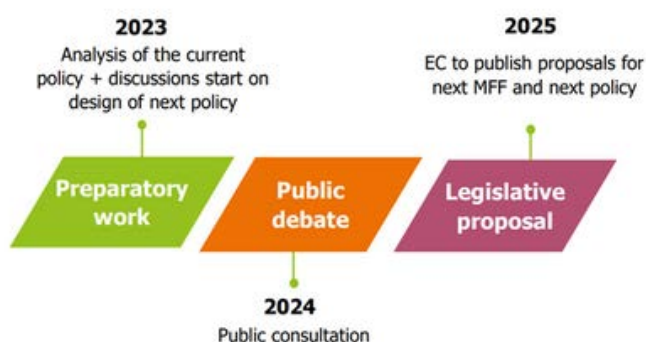 2023
Analysis of the current
policy + discussions start on
design of next policy
2025
EC to publish proposals for
next MFF and next policy
Preparatory
work
Public
debate
Legislative
proposal
2024
Public consultation